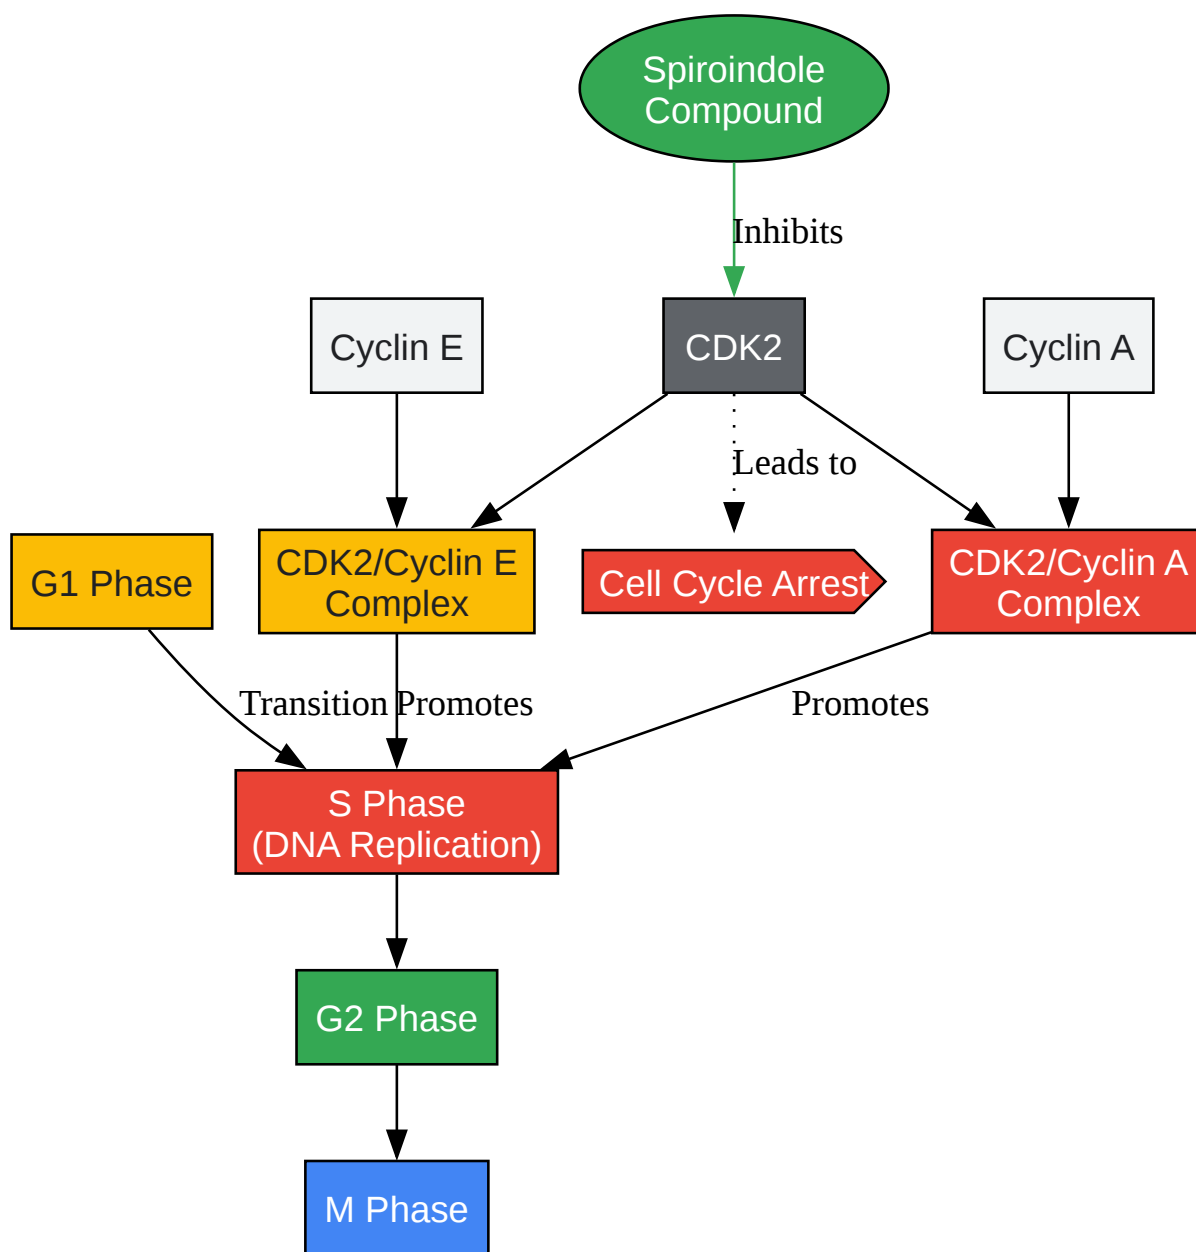 Spiroindole
Compound
Inhibits
Cyclin E
CDK2
Cyclin A
Leads to
G1 Phase
CDK2/Cyclin E
Complex
Cell Cycle Arrest
CDK2/Cyclin A
Complex
Transition
Promotes
Promotes
S Phase
(DNA Replication)
G2 Phase
M Phase